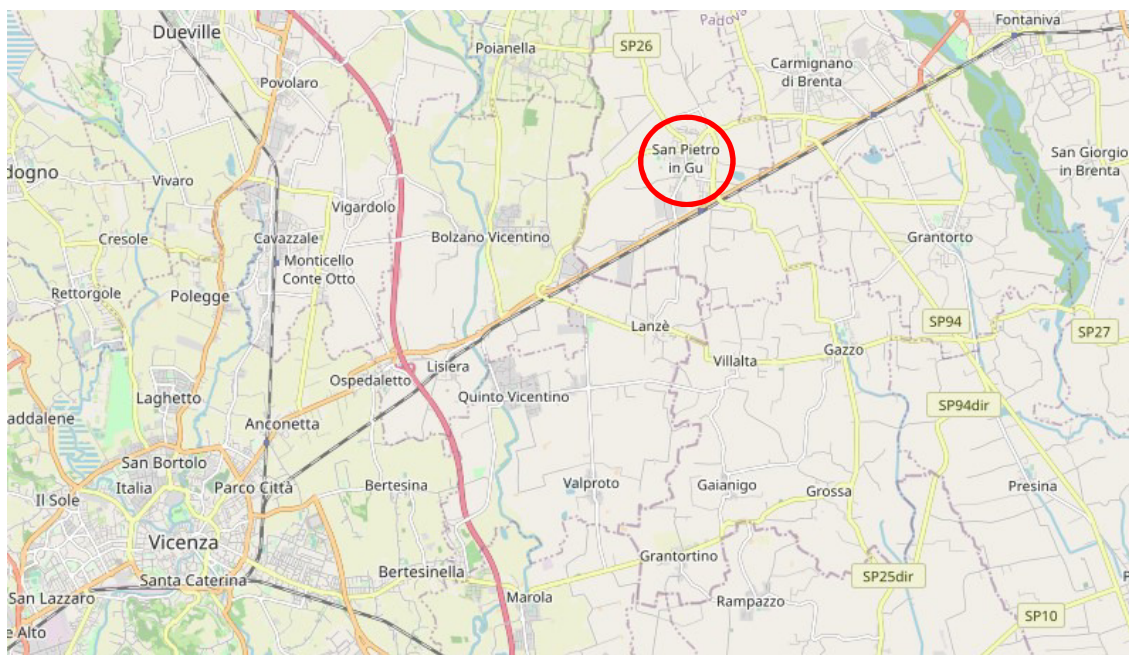 Dueville
Fontaniva
Padova
Poianella
SP26
Povolaro
Carmignano
di Brenta
San Pietro
in Gu
San Giorgio
in Brenta
dogno
Vivaro
Vigardolo
Cresole
Cavazzale
Bolzano Vicentino
Grantorto
Monticello
Conte Otto
Rettorgole
Polegge
SP94
Lanzè
SP27
Gazzo
Villalta
Lisiera
Ospedaletto
Laghetto
Quinto Vicentino
SP94dir
addalene
Anconetta
San Bortolo
Il Sole
Italia
Parco Città
Bertesina
Valproto
Gaianigo
Grossa
Presina
Vicenza
Grantortino
Santa Caterina
Bertesinella
SP25dir
San Lazzaro
Marola
Rampazzo
SP10
e Alto